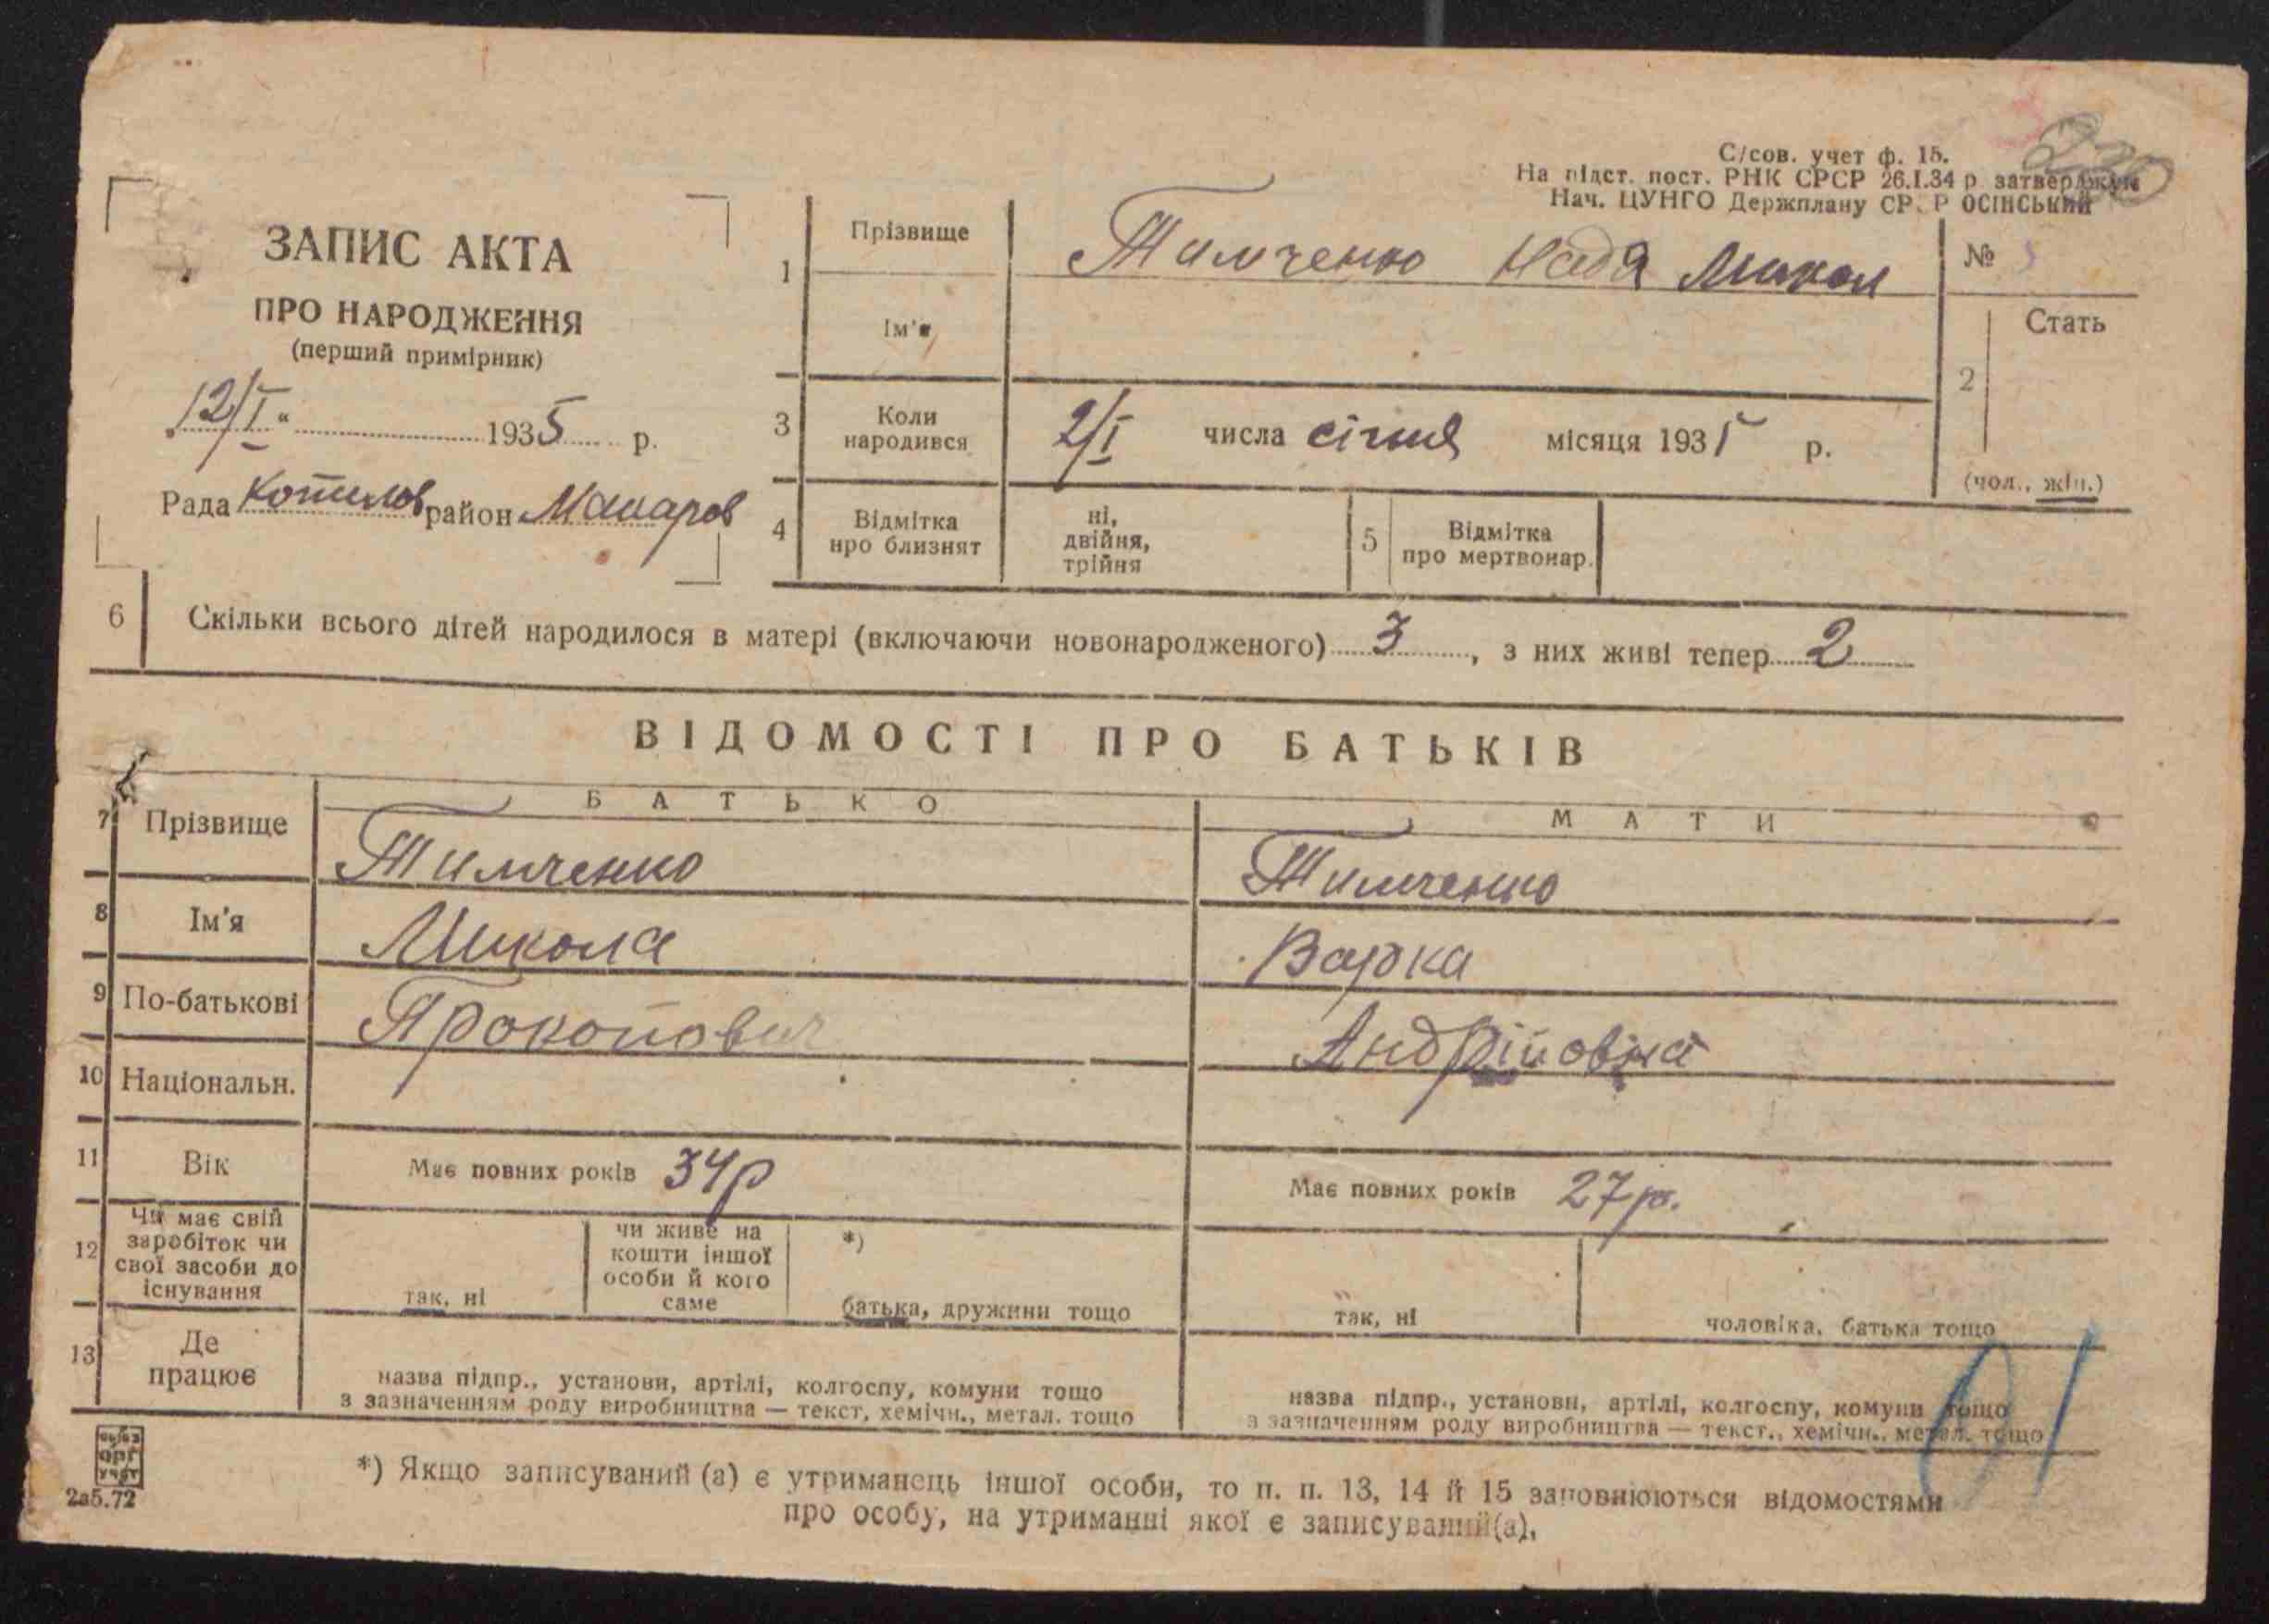 230
С/сов. учет ф. 15.
На підст. пост. РНК СРСР 26.I.34 р. затверджую
Нач. ЦУНГО Держплану СРСР ОСІНСЬКИЙ
ЗАПИС АКТА
ПРО НАРОДЖЕННЯ
(перший примірник)
12/I 1935 р.
Рада Копилов район Макаров
1 Прізвище Тимченко Надя Микол
Ім'я
№
2 Стать
(чол., жін.)
3 Коли народився 2/I числа січня місяця 1935 р.
4 Відмітка про близнят ні, двійня, трійня
5 Відмітка про мертвонар.
6 Скільки всього дітей народилося в матері (включаючи новонародженого) 3, з них живі тепер 2
ВІДОМОСТІ ПРО БАТЬКІВ
БАТЬКО МАТИ
7 Прізвище Тимченко Тимченко
8 Ім'я Микола Варка
9 По-батькові Прокопович Андрійовна
10 Національн.
11 Вік Має повних років 34р Має повних років 27р.
12 Чи має свій заробіток чи свої засоби до існування
так, ні
чи живе на кошти іншої особи й кого саме
*)
батька, дружини тощо
так, ні
чоловіка, батька тощо
13 Де працює
назва підпр., установи, артілі, колгоспу, комуни тощо
з зазначенням роду виробництва — текст, хемічн., метал. тощо
назва підпр., установи, артілі, колгоспу, комуни тощо
з зазначенням роду виробництва — текст., хемічн., метал. тощо
союз
орг
учет
2а5.72
*) Якщо записуваний (а) є утриманець іншої особи, то п. п. 13, 14 й 15 заповнюються відомостями
про особу, на утриманні якої є записуваний(а).